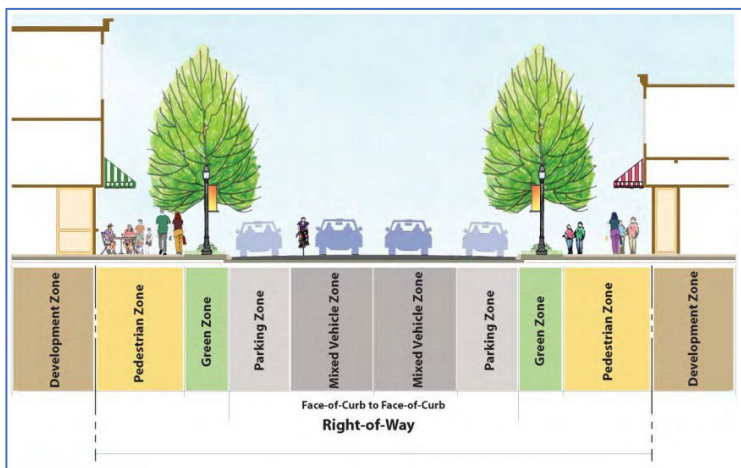 Development Zone
Pedestrian Zone
Green Zone
Parking Zone
Mixed Vehicle Zone
Mixed Vehicle Zone
Parking Zone
Green Zone
Pedestrian Zone
Development Zone
Face-of-Curb to Face-of-Curb
Right-of-Way